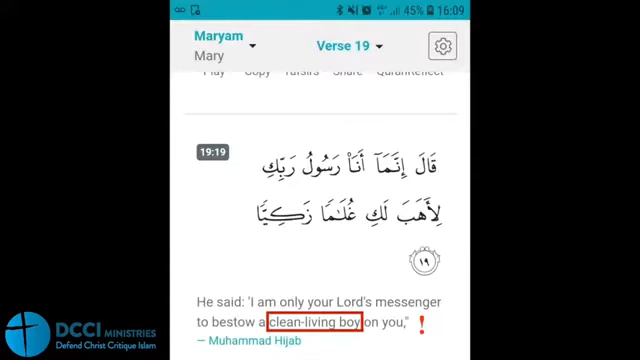 45% 16:09
Maryam
Mary
Verse 19
Play Copy Tafsirs Share QuranReflect
19:19
قَالَ إِنَّمَآ أَنَا۠ رَسُولُ رَبِّكِ
لِأَهَبَ لَكِ غُلَـٰمًا زَكِيًّا
١٩
He said: 'I am only your Lord's messenger
to bestow a clean-living boy on you," !
— Muhammad Hijab
DCCI MINISTRIES
Defend Christ Critique Islam